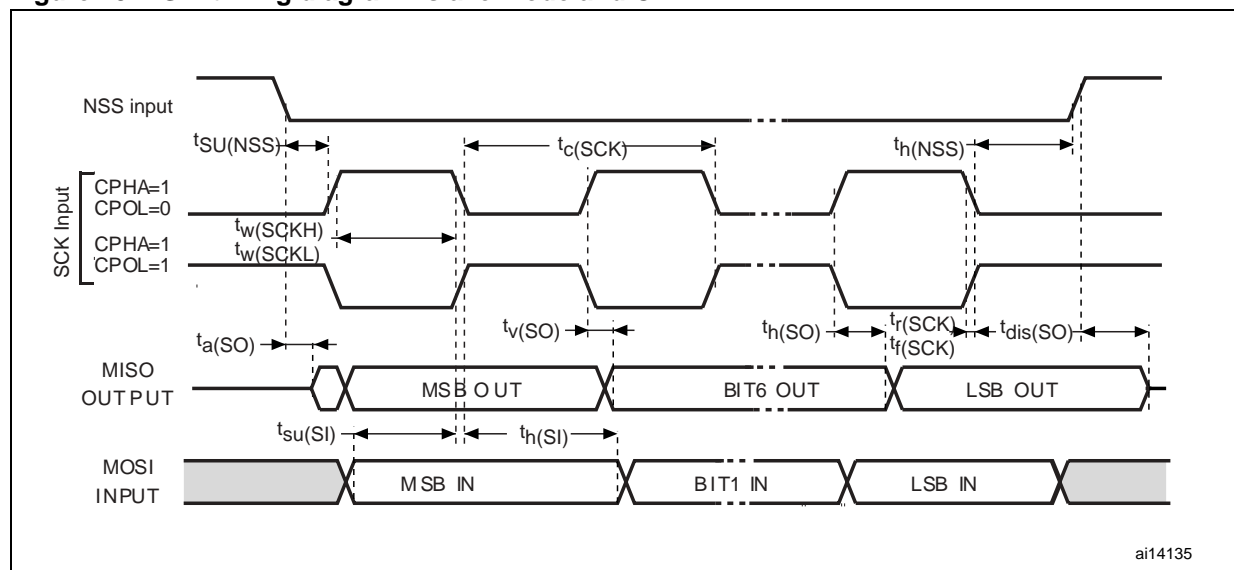 NSS input
tSU(NSS)
tc(SCK)
th(NSS)
SCK Input
CPHA=1
CPOL=0
tw(SCKH)
tw(SCKL)
CPHA=1
CPOL=1
ta(SO)
tv(SO)
th(SO)
tr(SCK)
tf(SCK)
tdis(SO)
MISO
OUTPUT
MSB OUT
BIT6 OUT
LSB OUT
tsu(SI)
th(SI)
MOSI
INPUT
MSB IN
BIT1 IN
LSB IN
ai14135